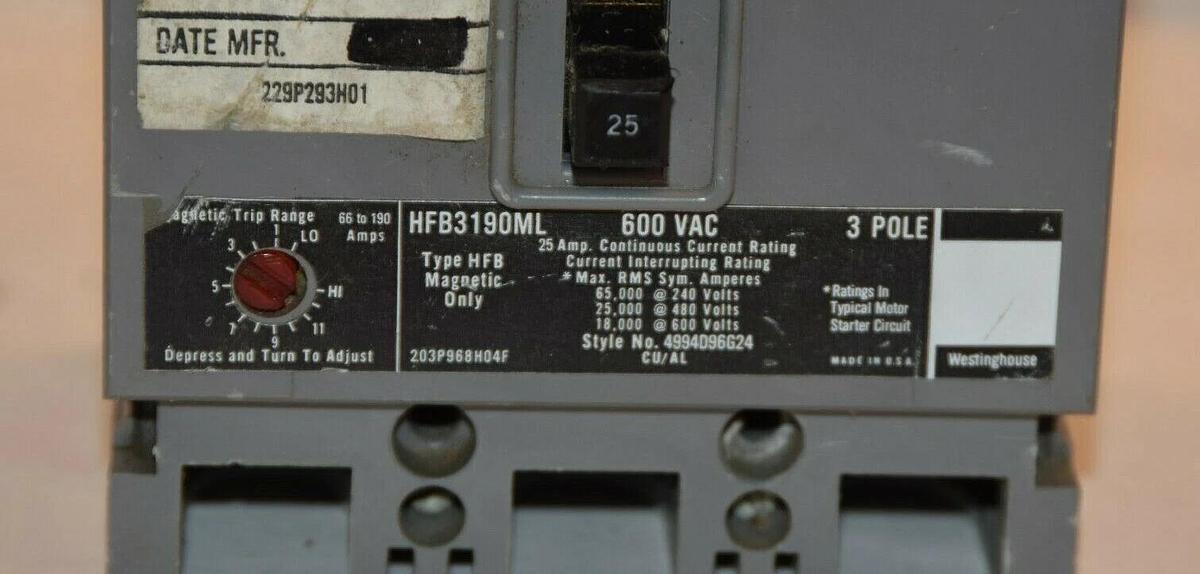 DATE MFR.
229P293H01
25
agnetic Trip Range
66 to 190
Amps
1
LO
3
5
HI
7
9
11
Depress and Turn To Adjust
HFB3190ML
600 VAC
3 POLE
25 Amp. Continuous Current Rating
Current Interrupting Rating
*Max. RMS Sym. Amperes
65,000 @ 240 Volts
25,000 @ 480 Volts
18,000 @ 600 Volts
Style No. 4994D96G24
CU/AL
Type HFB
Magnetic
Only
203P968H04F
*Ratings In
Typical Motor
Starter Circuit
MADE IN U.S.A.
Westinghouse